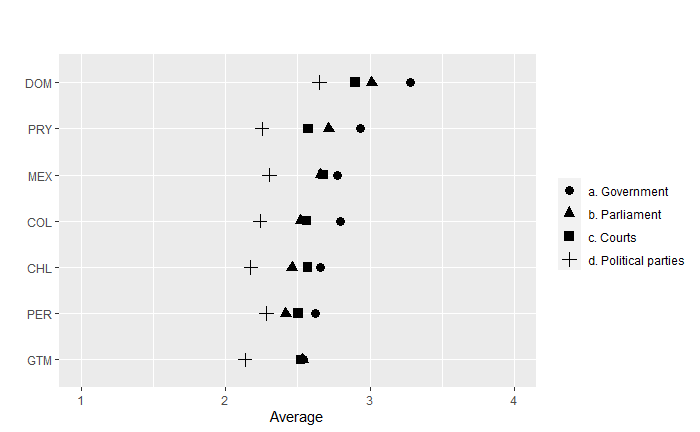 DOM
PRY
MEX
COL
CHL
PER
GTM
1 2 3 4
Average
a. Government
b. Parliament
c. Courts
d. Political parties